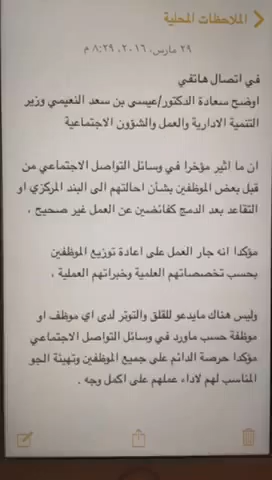 الملاحظات المحلية
٢٩ مارس، ٢٠١٦، ٨:٢٩ م
في اتصال هاتفي
اوضح سعادة الدكتور/عيسى بن سعد النعيمي وزير
التنمية الادارية والعمل والشؤون الاجتماعية
ان ما اثير مؤخرا في وسائل التواصل الاجتماعي من
قبل بعض الموظفين بشأن احالتهم الى البند المركزي او
التقاعد بعد الدمج كفائضين عن العمل غير صحيح ،
مؤكدا انه جار العمل على اعادة توزيع الموظفين
بحسب تخصصاتهم العلمية وخبراتهم العملية ،
وليس هناك مايدعو للقلق والتوتر لدى اي موظف او
موظفة حسب ماورد في وسائل التواصل الاجتماعي
مؤكدا حرصة الدائم على جميع الموظفين وتهيئة الجو
المناسب لهم لاداء عملهم على اكمل وجه .